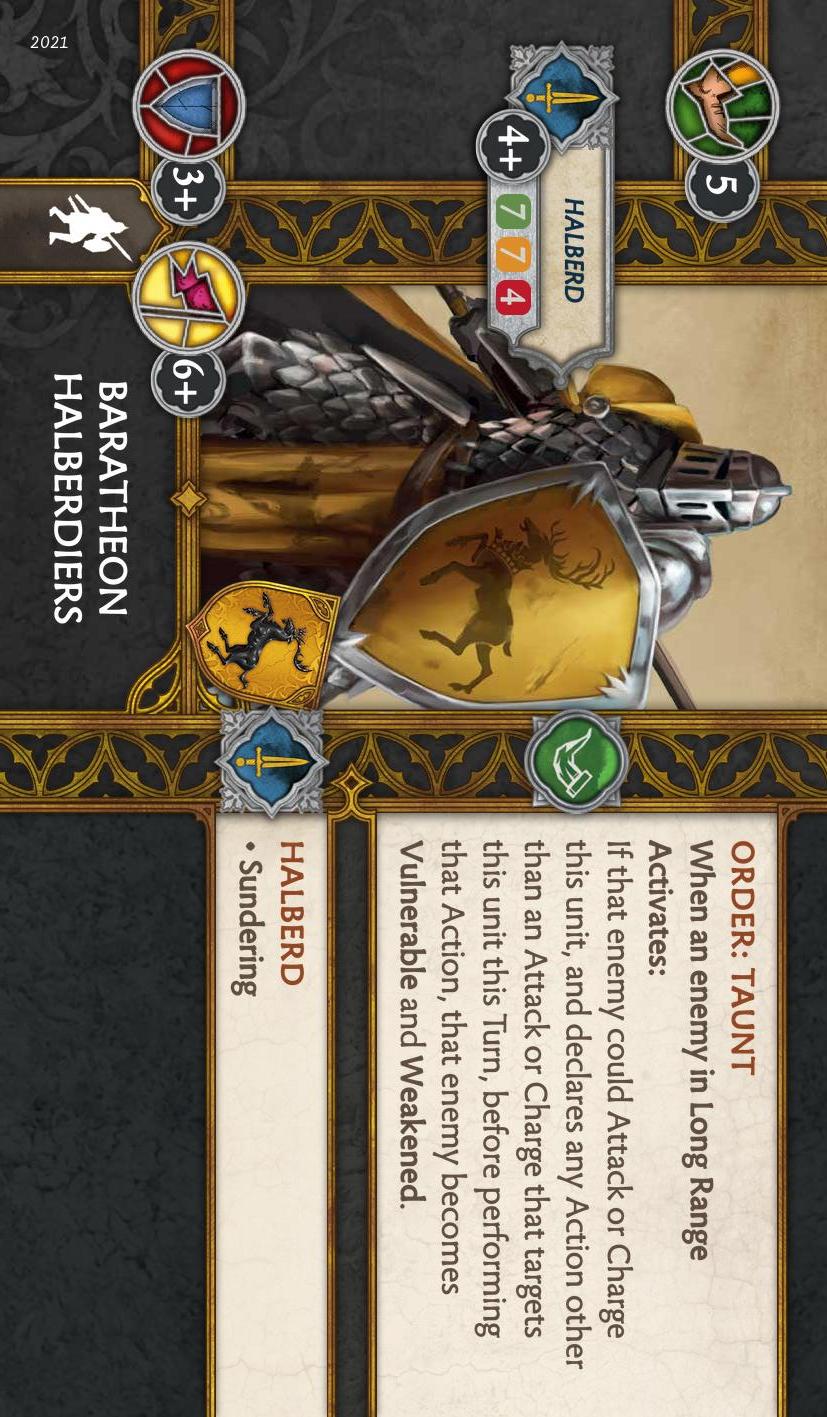 5
HALBERD
4+
7 7 4
3+
6+
BARATHEON
HALBERDIERS
ORDER: TAUNT
When an enemy in Long Range
Activates:
If that enemy could Attack or Charge
this unit, and declares any Action other
than an Attack or Charge that targets
this unit this Turn, before performing
that Action, that enemy becomes
Vulnerable and Weakened.
HALBERD
• Sundering
2021